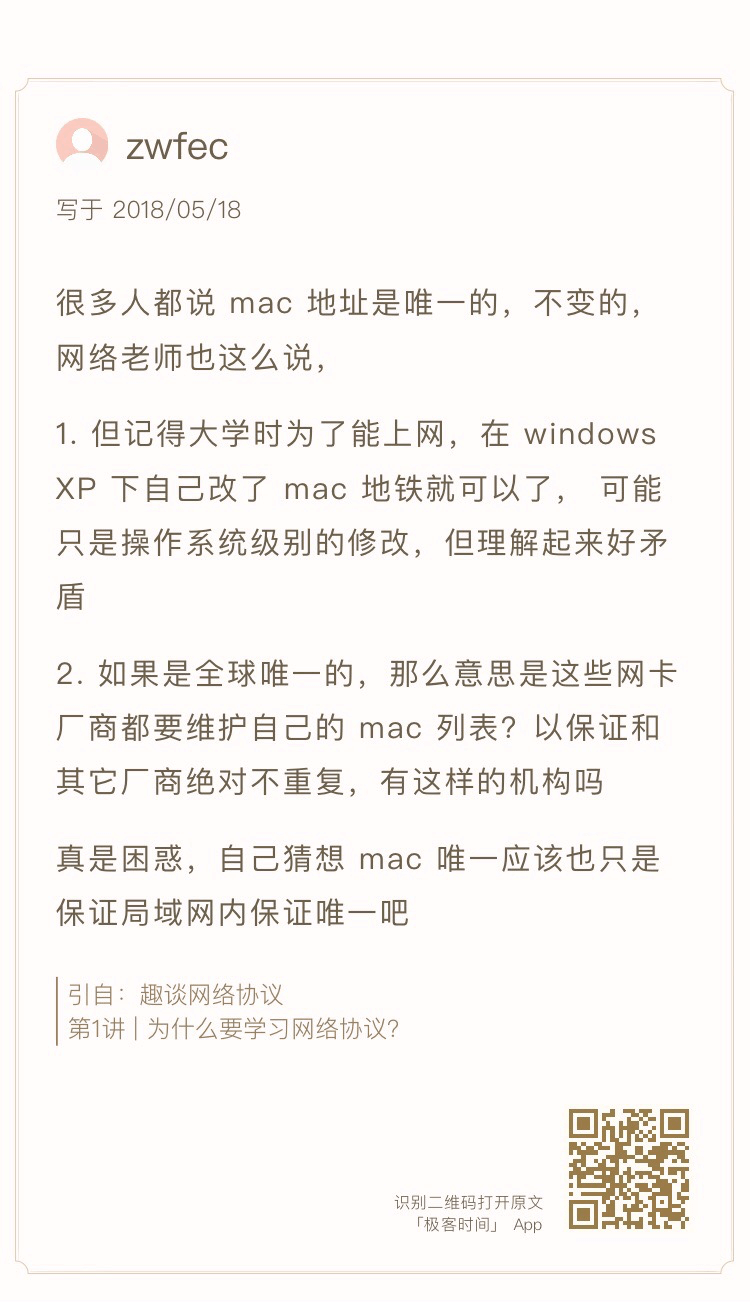 zwfec
写于 2018/05/18
很多人都说 mac 地址是唯一的，不变的，
网络老师也这么说，
1. 但记得大学时为了能上网，在 windows
XP 下自己改了 mac 地铁就可以了， 可能
只是操作系统级别的修改，但理解起来好矛
盾
2. 如果是全球唯一的，那么意思是这些网卡
厂商都要维护自己的 mac 列表？以保证和
其它厂商绝对不重复，有这样的机构吗
真是困惑，自己猜想 mac 唯一应该也只是
保证局域网内保证唯一吧
引自：趣谈网络协议
第1讲 | 为什么要学习网络协议？
识别二维码打开原文
「极客时间」 App